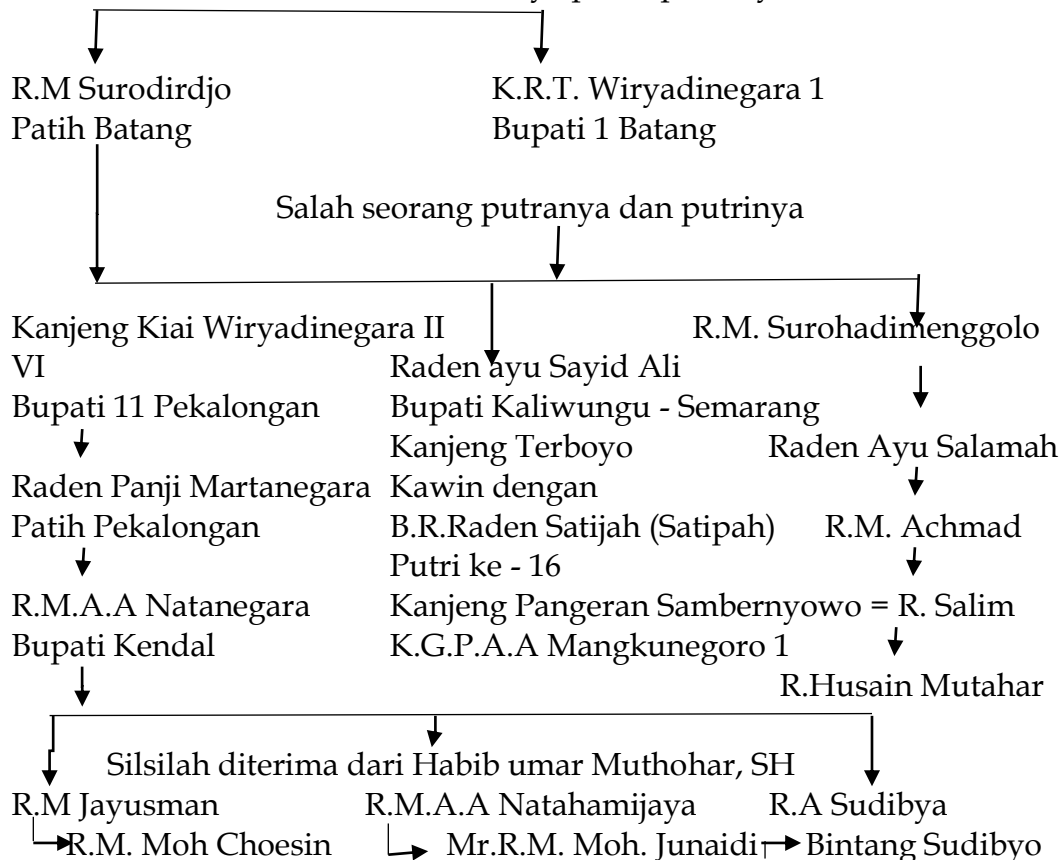 R.M Surodirdjo K.R.T. Wiryadinegara 1
Patih Batang Bupati 1 Batang
Salah seorang putranya dan putrinya
Kanjeng Kiai Wiryadinegara II R.M. Surohadimenggolo
VI Raden ayu Sayid Ali
Bupati 11 Pekalongan Bupati Kaliwungu - Semarang
Kanjeng Terboyo Raden Ayu Salamah
Raden Panji Martanegara Kawin dengan
Patih Pekalongan B.R.Raden Satijah (Satipah) R.M. Achmad
Putri ke - 16
R.M.A.A Natanegara Kanjeng Pangeran Sambernyowo = R. Salim
Bupati Kendal K.G.P.A.A Mangkunegoro 1
R.Husain Mutahar
Silsilah diterima dari Habib umar Muthohar, SH
R.M Jayusman R.M.A.A Natahamijaya R.A Sudibya
R.M. Moh Choesin Mr.R.M. Moh. Junaidi Bintang Sudibyo